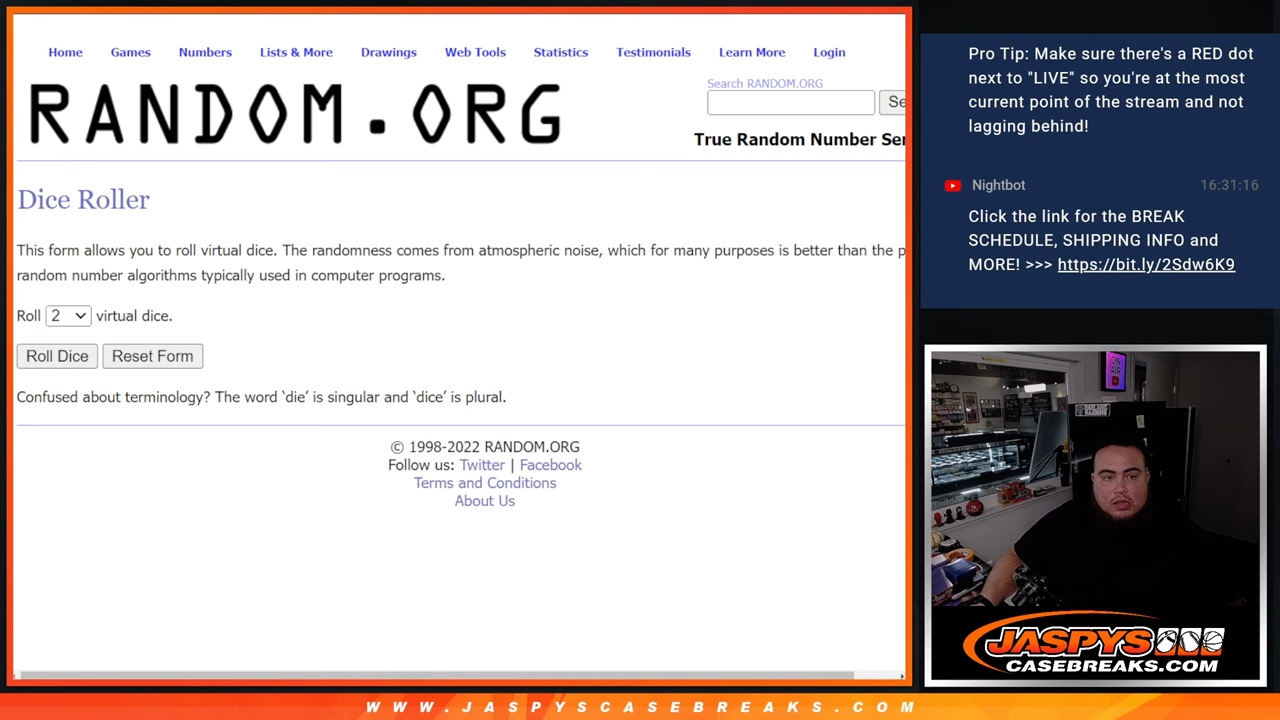 Home Games Numbers Lists & More Drawings Web Tools Statistics Testimonials Learn More Login
RANDOM.ORG
Search RANDOM.ORG
Se
True Random Number Ser
Dice Roller
This form allows you to roll virtual dice. The randomness comes from atmospheric noise, which for many purposes is better than the p
random number algorithms typically used in computer programs.
Roll 2 virtual dice.
Roll Dice Reset Form
Confused about terminology? The word ‘die’ is singular and ‘dice’ is plural.
© 1998-2022 RANDOM.ORG
Follow us: Twitter | Facebook
Terms and Conditions
About Us
Pro Tip: Make sure there's a RED dot
next to "LIVE" so you're at the most
current point of the stream and not
lagging behind!
Nightbot 16:31:16
Click the link for the BREAK
SCHEDULE, SHIPPING INFO and
MORE! >>> https://bit.ly/2Sdw6K9
ON
AIR
JASPYS
CASEBREAKS.COM
WWW.JASPYSCASEBREAKS.COM